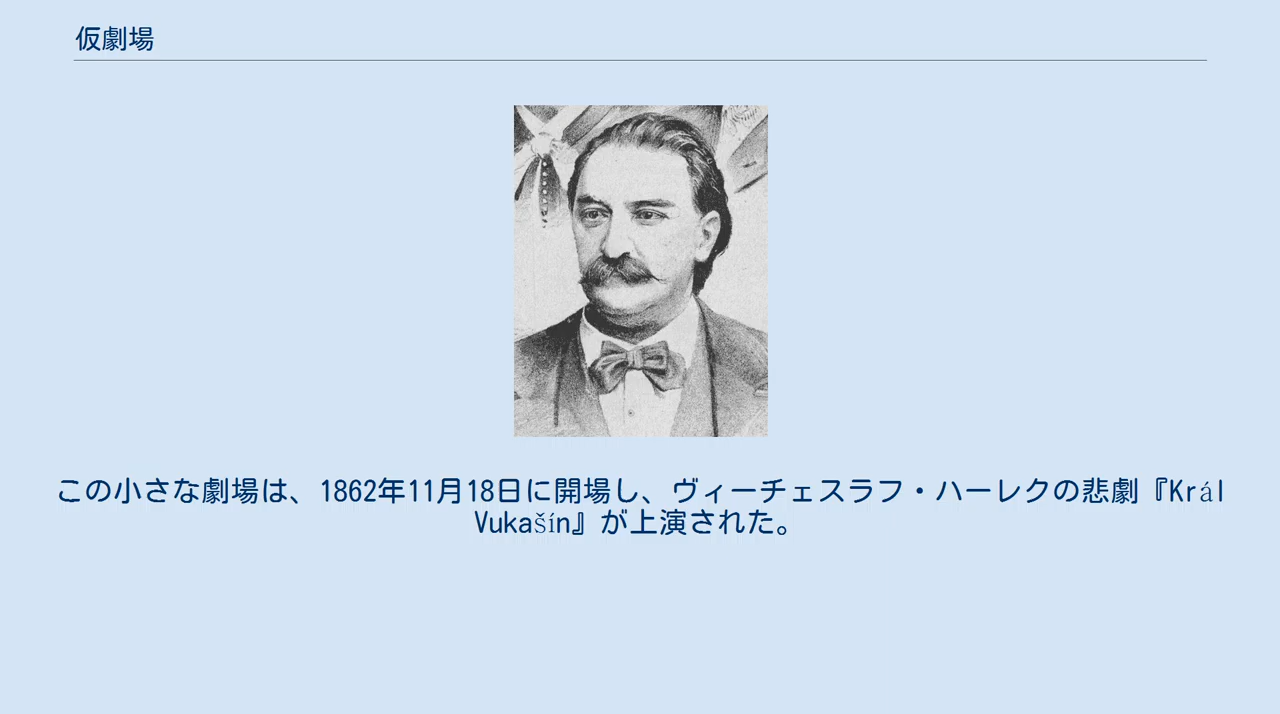 仮劇場
この小さな劇場は、1862年11月18日に開場し、ヴィーチェスラフ・ハーレクの悲劇『Král
Vukašín』が上演された。